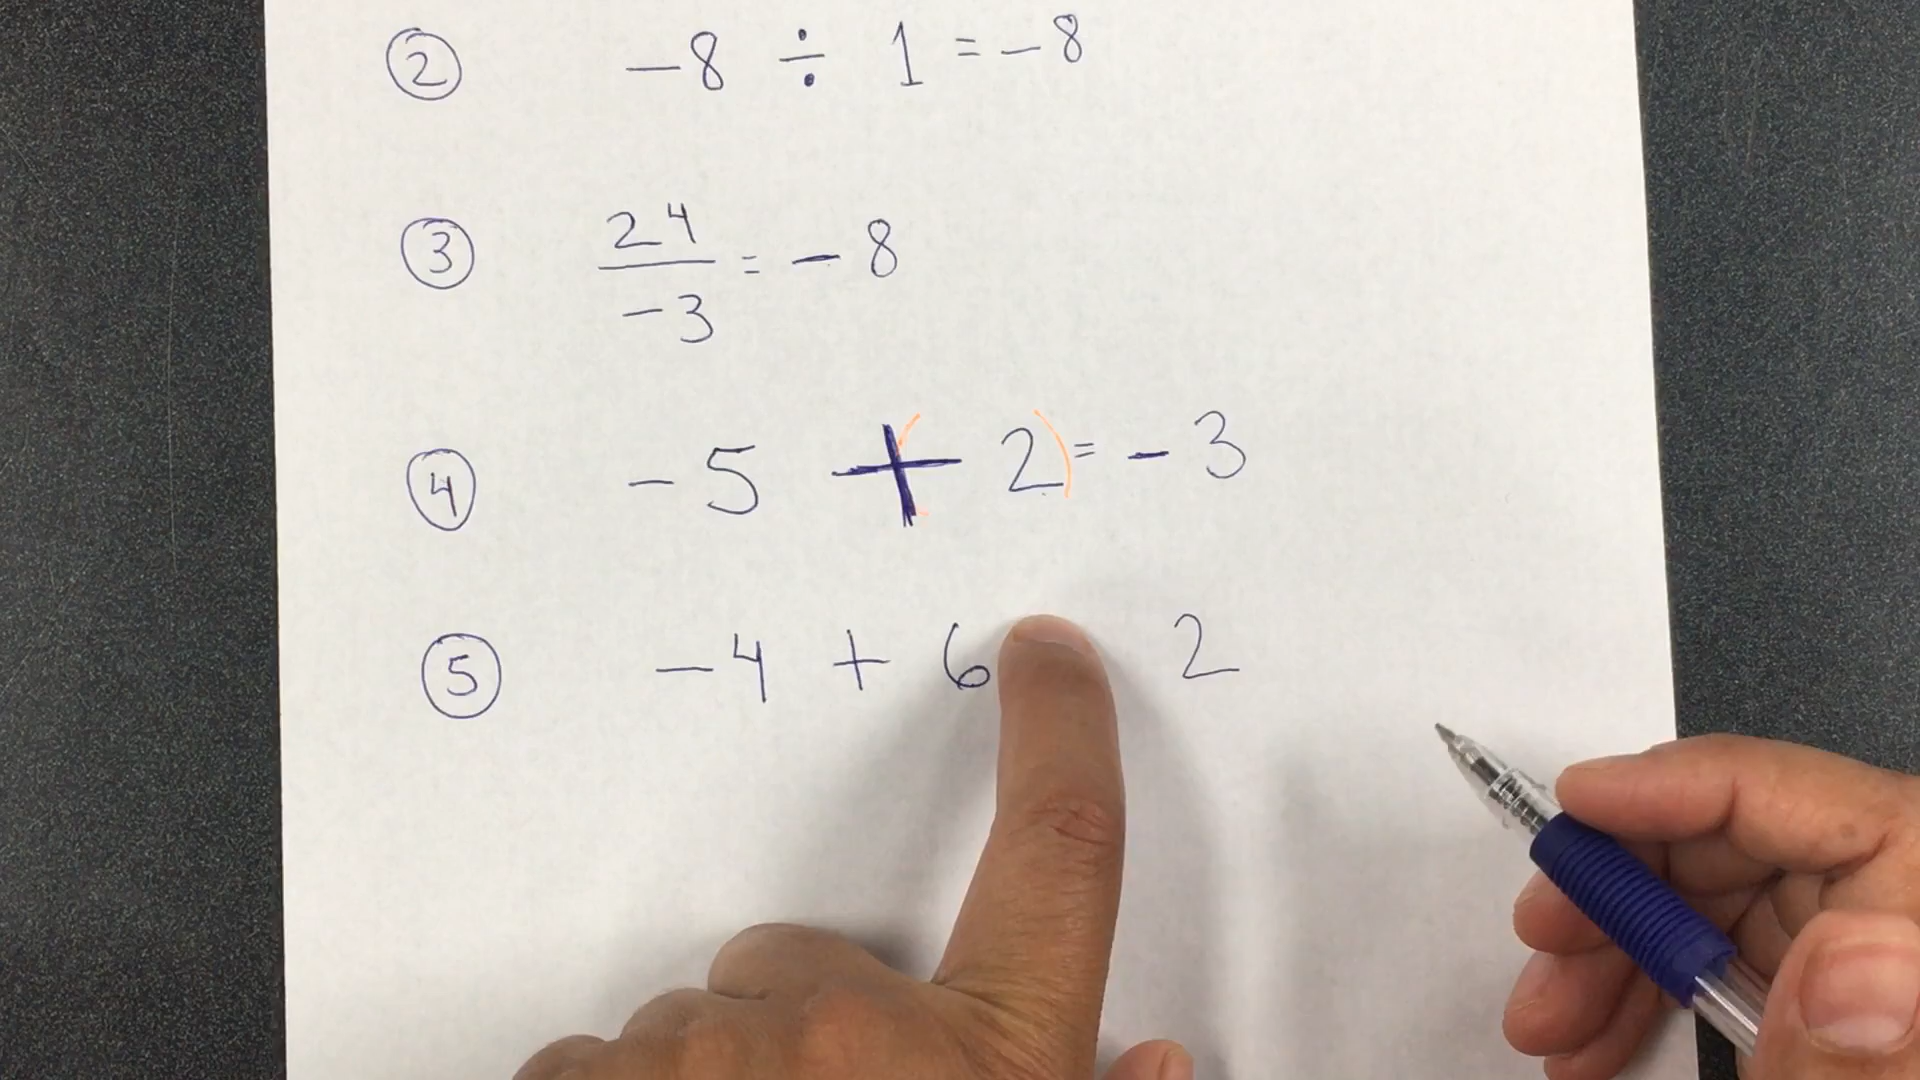 ② -8 ÷ 1 = -8
③ 24/-3 = -8
④ -5 + (2) = -3
⑤ -4 + 6 2